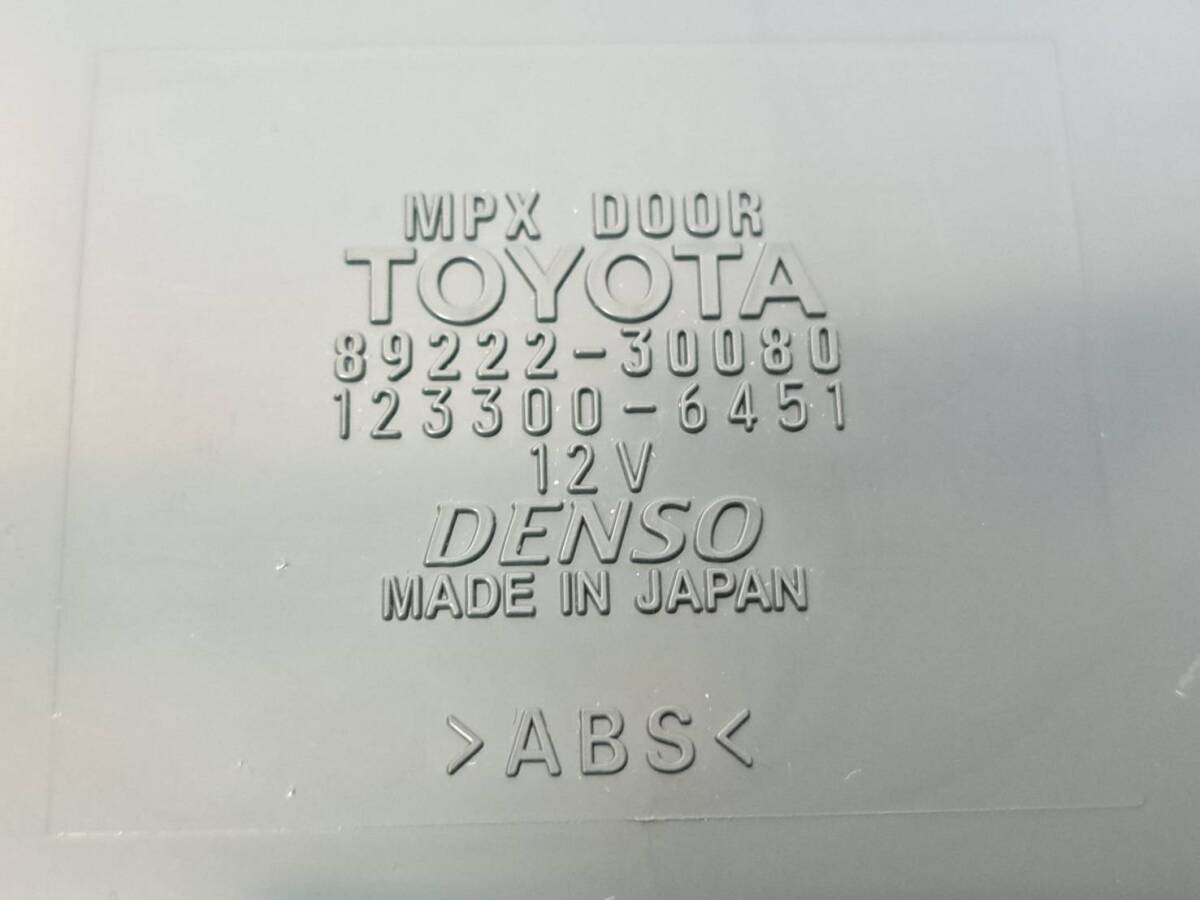 MPX DOOR
TOYOTA
89222-30080
123300-6451
12V
DENSO
MADE IN JAPAN
>ABS<